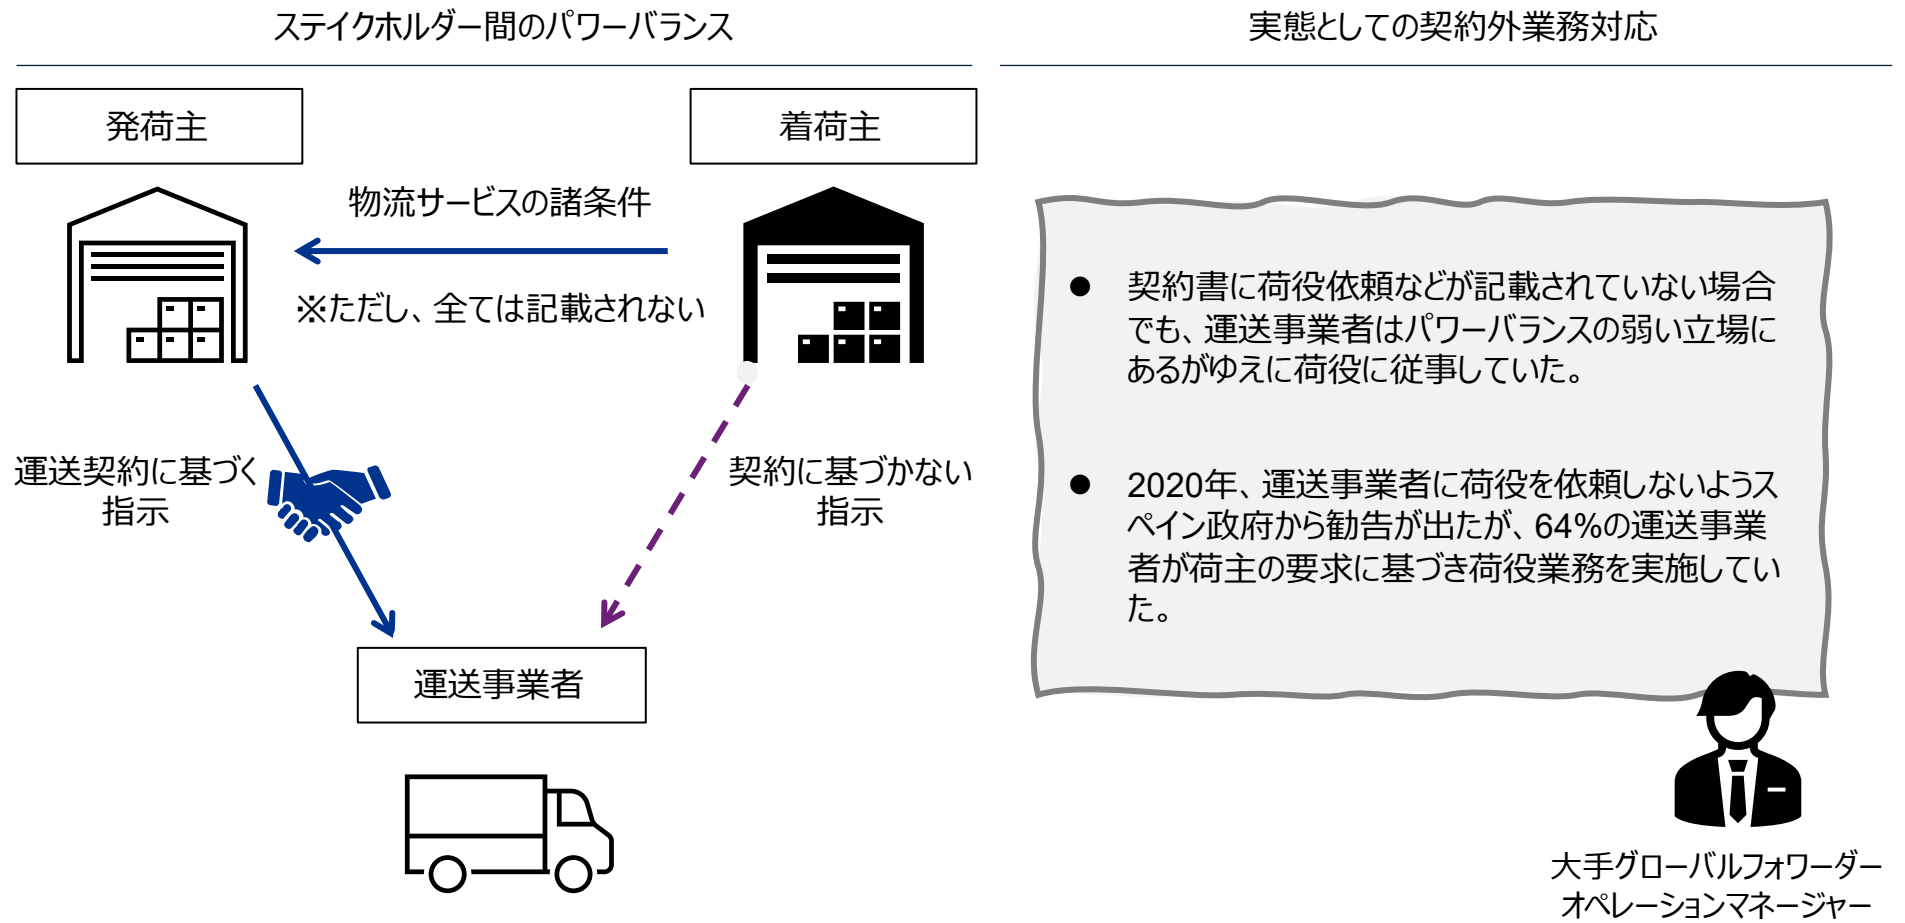 ステイクホルダー間のパワーバランス
発荷主
着荷主
物流サービスの諸条件
※ただし、全ては記載されない
運送契約に基づく
指示
契約に基づかない
指示
運送事業者
実態としての契約外業務対応
● 契約書に荷役依頼などが記載されていない場合
でも、運送事業者はパワーバランスの弱い立場に
あるがゆえに荷役に従事していた。
● 2020年、運送事業者に荷役を依頼しないようス
ペイン政府から勧告が出たが、64%の運送事業
者が荷主の要求に基づき荷役業務を実施してい
た。
大手グローバルフォワーダー
オペレーションマネージャー